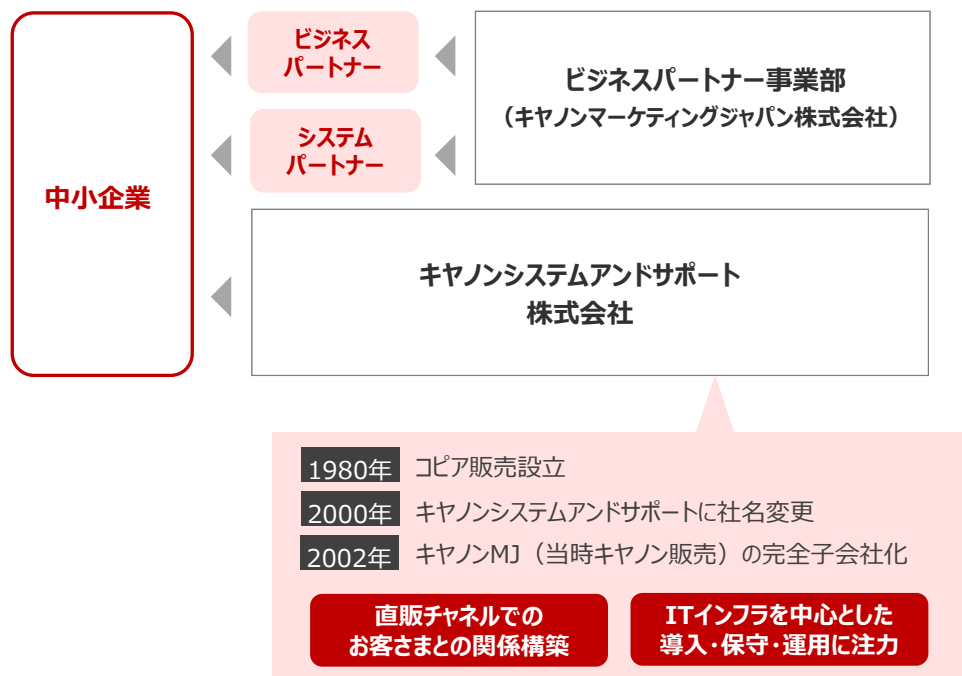 中小企業
ビジネス
パートナー
システム
パートナー
ビジネスパートナー事業部
（キヤノンマーケティングジャパン株式会社）
キヤノンシステムアンドサポート
株式会社
1980年 コピア販売設立
2000年 キヤノンシステムアンドサポートに社名変更
2002年 キヤノンMJ（当時キヤノン販売）の完全子会社化
直販チャネルでの
お客さまとの関係構築
ITインフラを中心とした
導入・保守・運用に注力